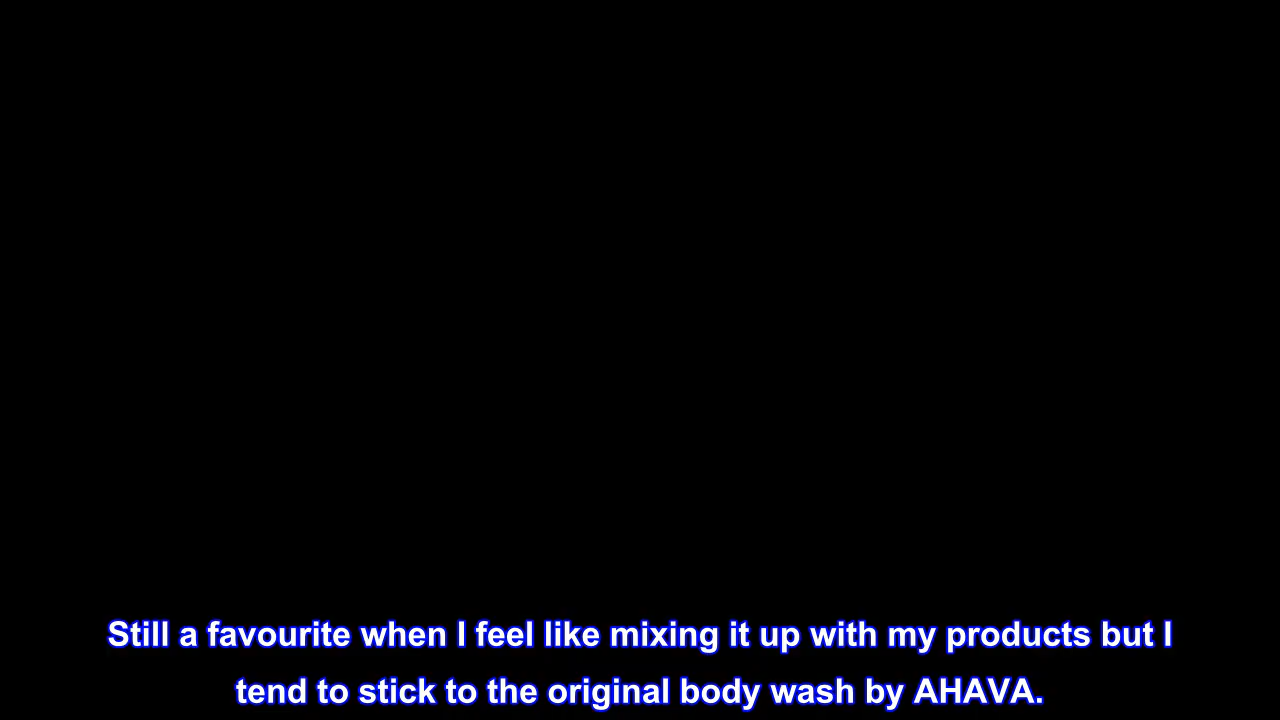 Still a favourite when I feel like mixing it up with my products but I
tend to stick to the original body wash by AHAVA.